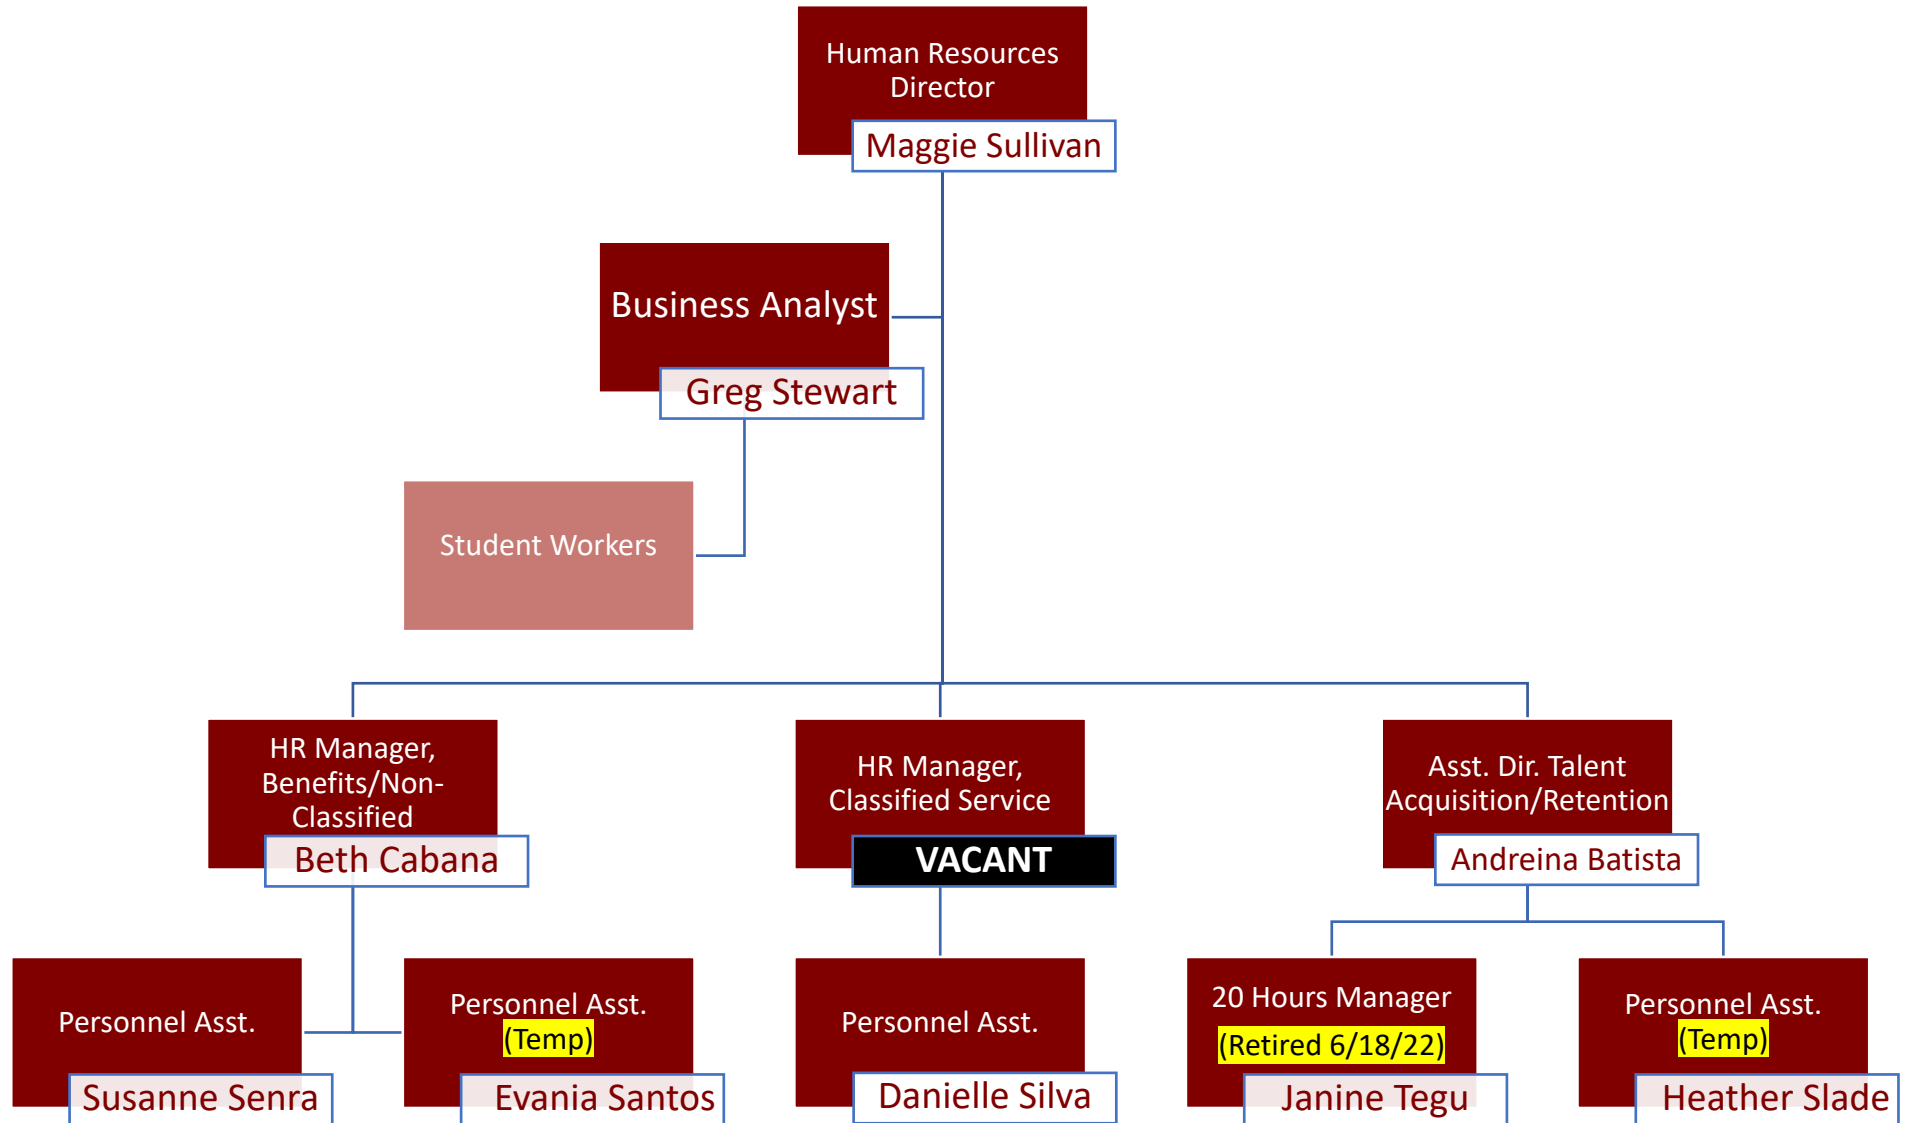 Human Resources
Director
Maggie Sullivan
Business Analyst
Greg Stewart
Student Workers
HR Manager,
Benefits/Non-
Classified
Beth Cabana
HR Manager,
Classified Service
VACANT
Asst. Dir. Talent
Acquisition/Retention
Andreina Batista
Personnel Asst.
Susanne Senra
Personnel Asst.
(Temp)
Evania Santos
Personnel Asst.
Danielle Silva
20 Hours Manager
(Retired 6/18/22)
Janine Tegu
Personnel Asst.
(Temp)
Heather Slade